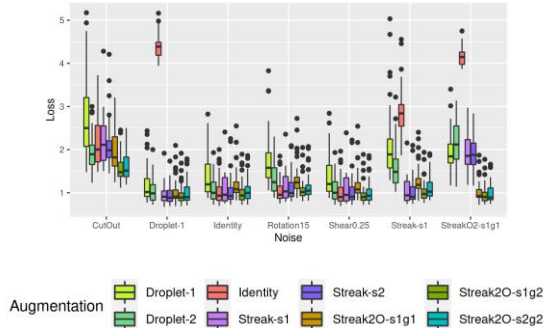 5
4
3
2
1
Loss
CutOut Droplet-1 Identity Rotation15 Shear0.25 Streak-s1 StreakO2-s1g1
Noise
Augmentation
Droplet-1 Identity Streak-s2 Streak2O-s1g2
Droplet-2 Streak-s1 Streak2O-s1g1 Streak2O-s2g2